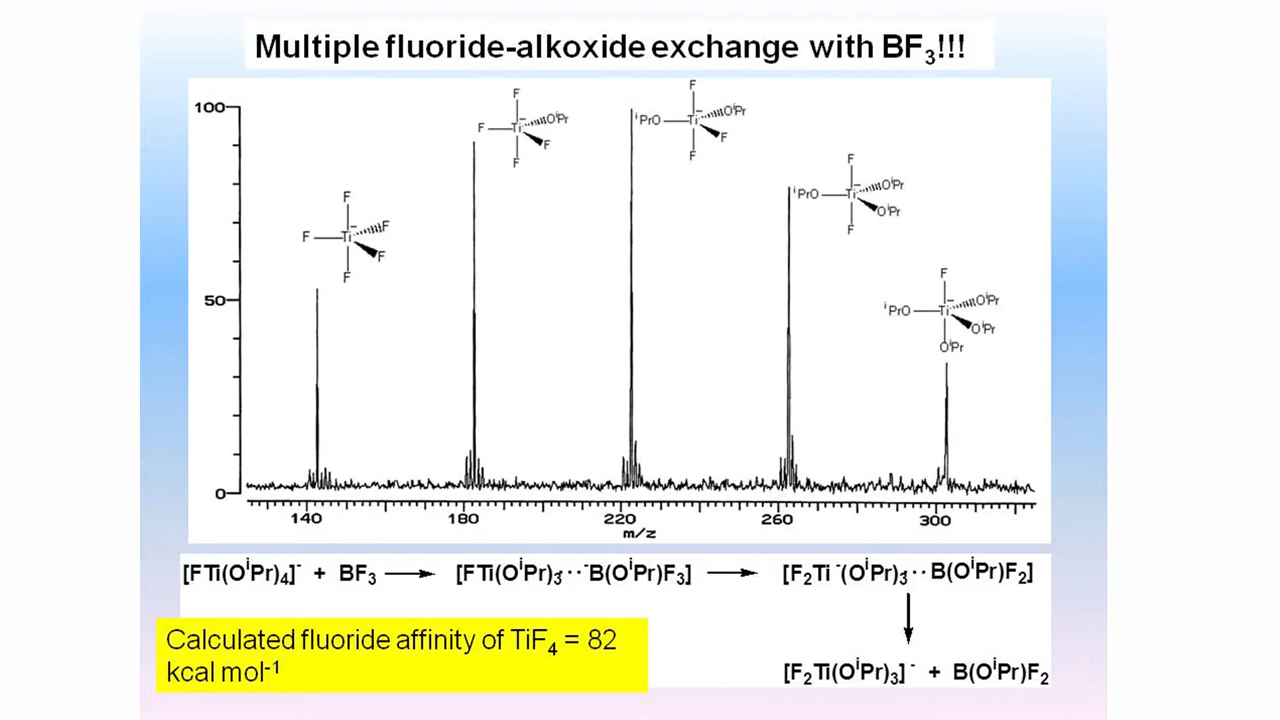 Multiple fluoride-alkoxide exchange with BF₃!!!
100
50
0
140
180
220
260
300
m/z
F
F
Ti⁻
F
F
F
F
F
Ti⁻
OⁱPr
F
F
F
ⁱPrO
Ti⁻
OⁱPr
F
F
F
ⁱPrO
Ti⁻
OⁱPr
OⁱPr
F
F
ⁱPrO
Ti⁻
OⁱPr
OⁱPr
OⁱPr
[FTi(OⁱPr)₄]⁻ + BF₃ ⟶ [FTi(OⁱPr)₃···⁻B(OⁱPr)F₃] ⟶ [F₂Ti⁻(OⁱPr)₃···B(OⁱPr)F₂]
[F₂Ti(OⁱPr)₃]⁻ + B(OⁱPr)F₂
Calculated fluoride affinity of TiF₄ = 82
kcal mol⁻¹